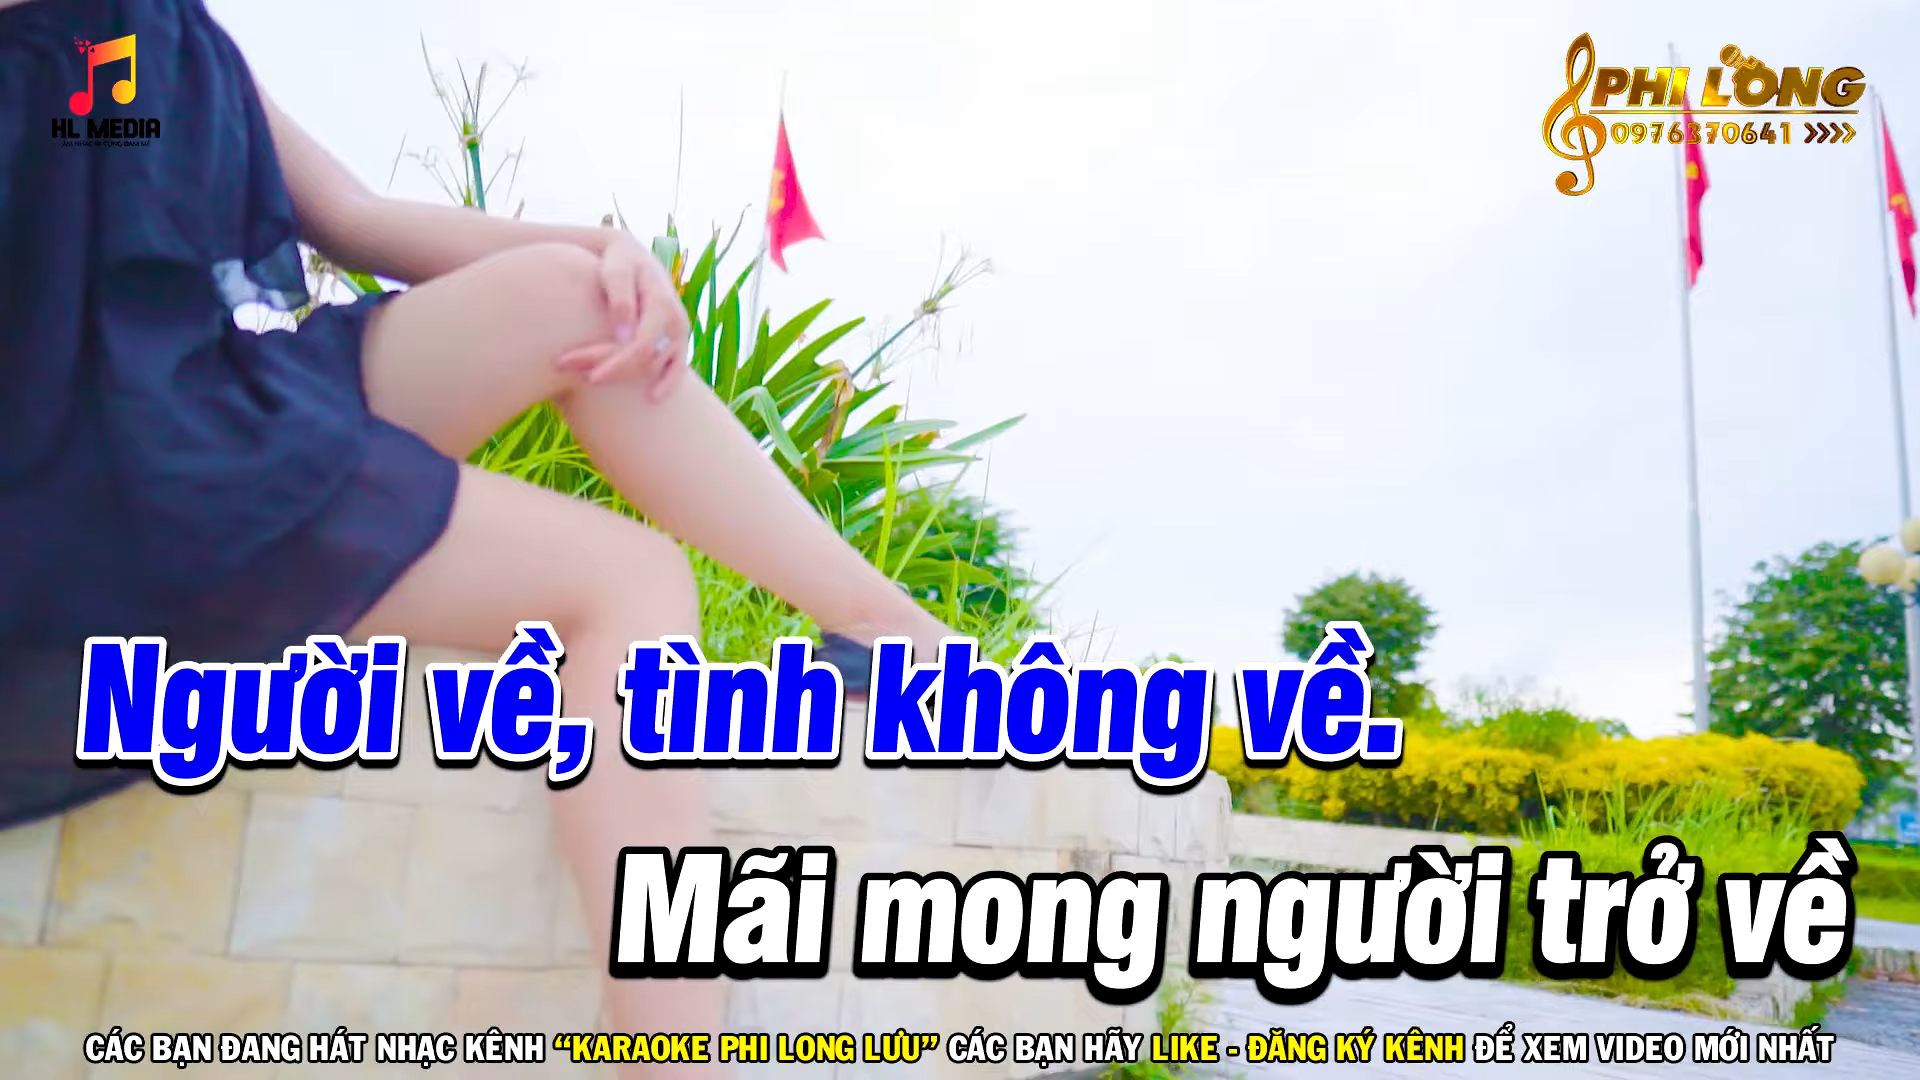 HL MEDIA
PHI LONG
0976370641
Người về, tình không về.
Mãi mong người trở về
CÁC BẠN ĐANG HÁT NHẠC KÊNH “KARAOKE PHI LONG LƯU” CÁC BẠN HÃY LIKE - ĐĂNG KÝ KÊNH ĐỂ XEM VIDEO MỚI NHẤT